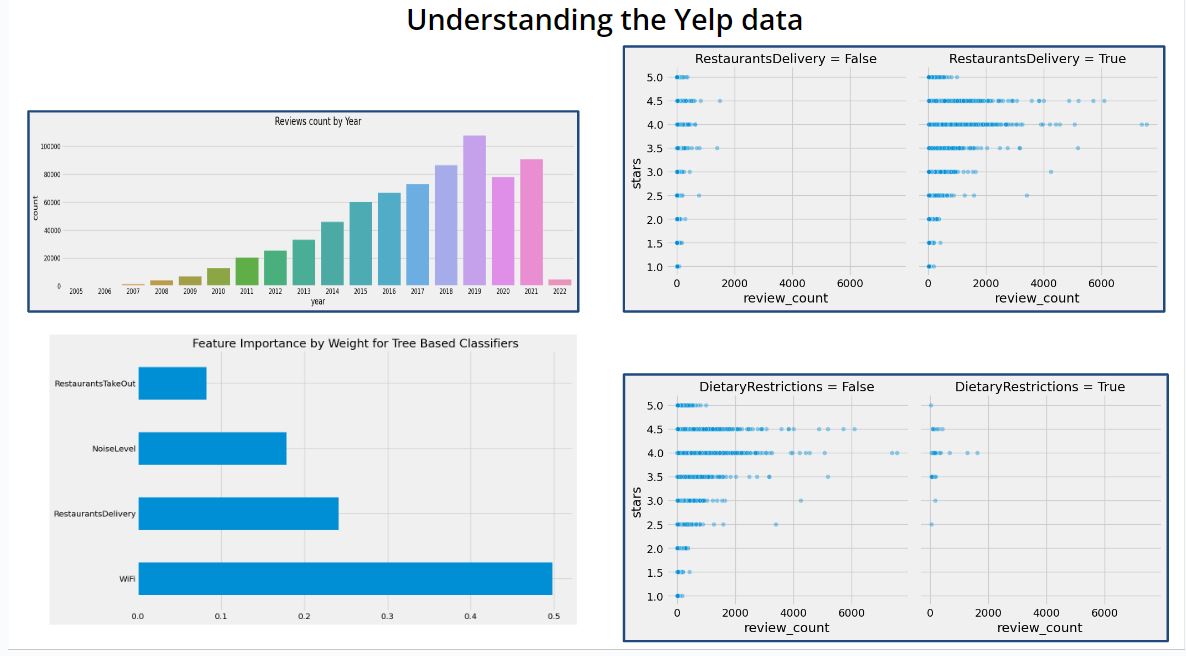 Understanding the Yelp data
Reviews count by Year
100000
80000
60000
40000
20000
0
count
2005 2006 2007 2008 2009 2010 2011 2012 2013 2014 2015 2016 2017 2018 2019 2020 2021 2022
year
RestaurantsDelivery = False RestaurantsDelivery = True
5.0
4.5
4.0
3.5
3.0
2.5
2.0
1.5
1.0
stars
0 2000 4000 6000 0 2000 4000 6000
review_count review_count
Feature Importance by Weight for Tree Based Classifiers
RestaurantsTakeOut
NoiseLevel
RestaurantsDelivery
WiFi
0.0 0.1 0.2 0.3 0.4 0.5
DietaryRestrictions = False DietaryRestrictions = True
5.0
4.5
4.0
3.5
3.0
2.5
2.0
1.5
1.0
stars
0 2000 4000 6000 0 2000 4000 6000
review_count review_count